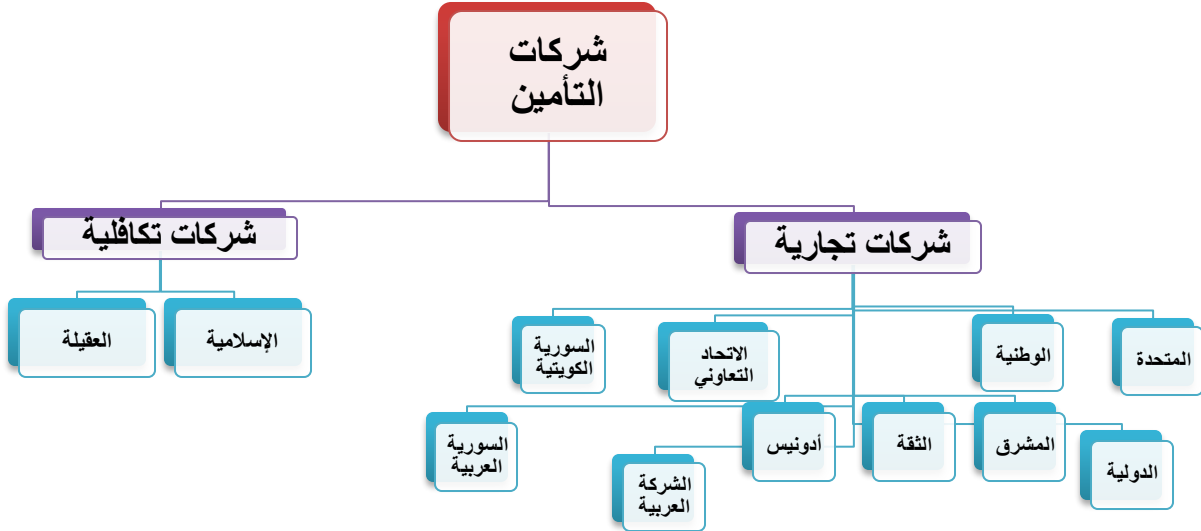 شركات
التأمين
شركات تجارية
شركات تكافلية
المتحدة
الوطنية
الاتحاد
التعاوني
السورية
الكويتية
الإسلامية
العقيلة
الدولية
المشرق
الثقة
أدونيس
الشركة
العربية
السورية
العربية